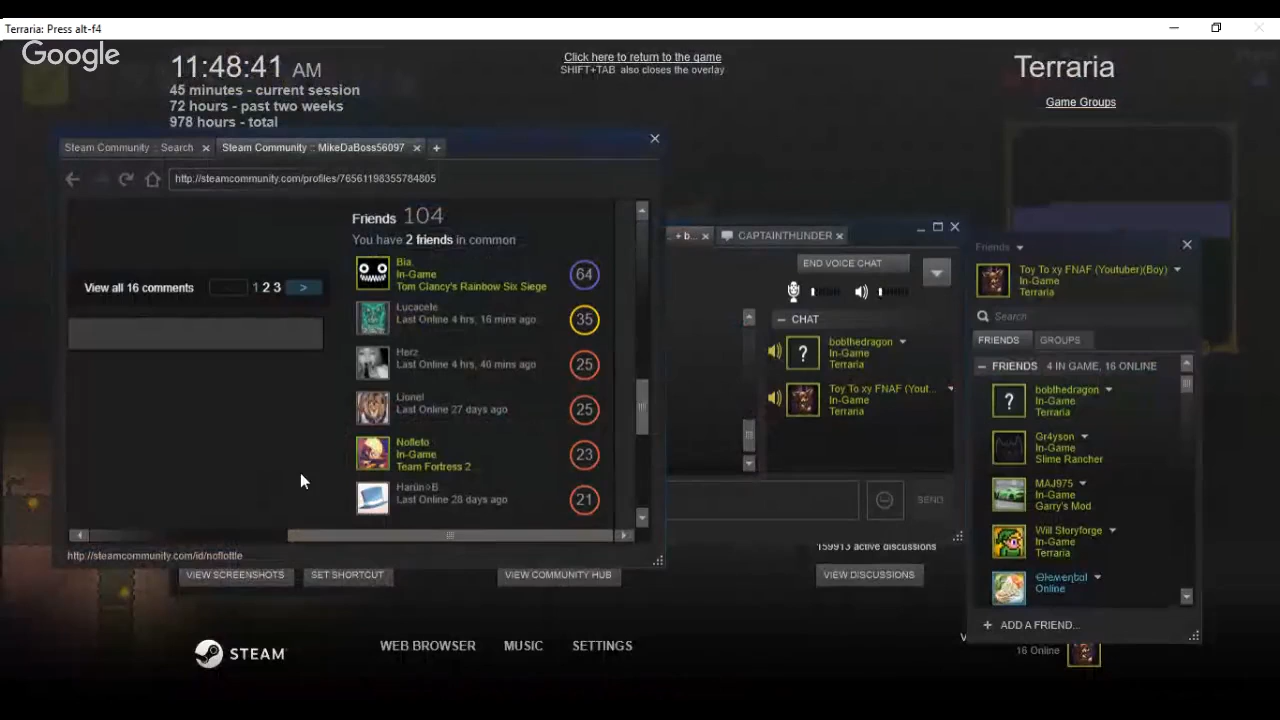 Terraria: Press alt-f4
Google
11:48:41 AM
45 minutes - current session
72 hours - past two weeks
978 hours - total
Click here to return to the game
SHIFT+TAB also closes the overlay
Terraria
Game Groups
Steam Community :: Search
Steam Community :: MikeDaBoss56097
http://steamcommunity.com/profiles/76561198355784805
Friends 104
You have 2 friends in common
View all 16 comments
1 2 3 >
Bia.
In-Game
Tom Clancy's Rainbow Six Siege
64
Lucacele
Last Online 4 hrs, 16 mins ago
35
Herz
Last Online 4 hrs, 40 mins ago
25
Lionel
Last Online 27 days ago
25
Nofleto
In-Game
Team Fortress 2
23
Last Online 28 days ago
21
http://steamcommunity.com/id/noflottle
... + b...
CAPTAINTHUNDER
END VOICE CHAT
CHAT
bobthedragon
In-Game
Terraria
Toy To xy FNAF (Yout...
In-Game
Terraria
SEND
Friends
Toy To xy FNAF (Youtuber)(Boy)
In-Game
Terraria
Search
FRIENDS
GROUPS
FRIENDS 4 IN GAME, 16 ONLINE
bobthedragon
In-Game
Terraria
Gr4yson
In-Game
Slime Rancher
MAJ975
In-Game
Garry's Mod
Will Storyforge
In-Game
Terraria
Online
+ ADD A FRIEND...
159913 active discussions
VIEW SCREENSHOTS
SET SHORTCUT
VIEW COMMUNITY HUB
VIEW DISCUSSIONS
STEAM
WEB BROWSER
MUSIC
SETTINGS
16 Online